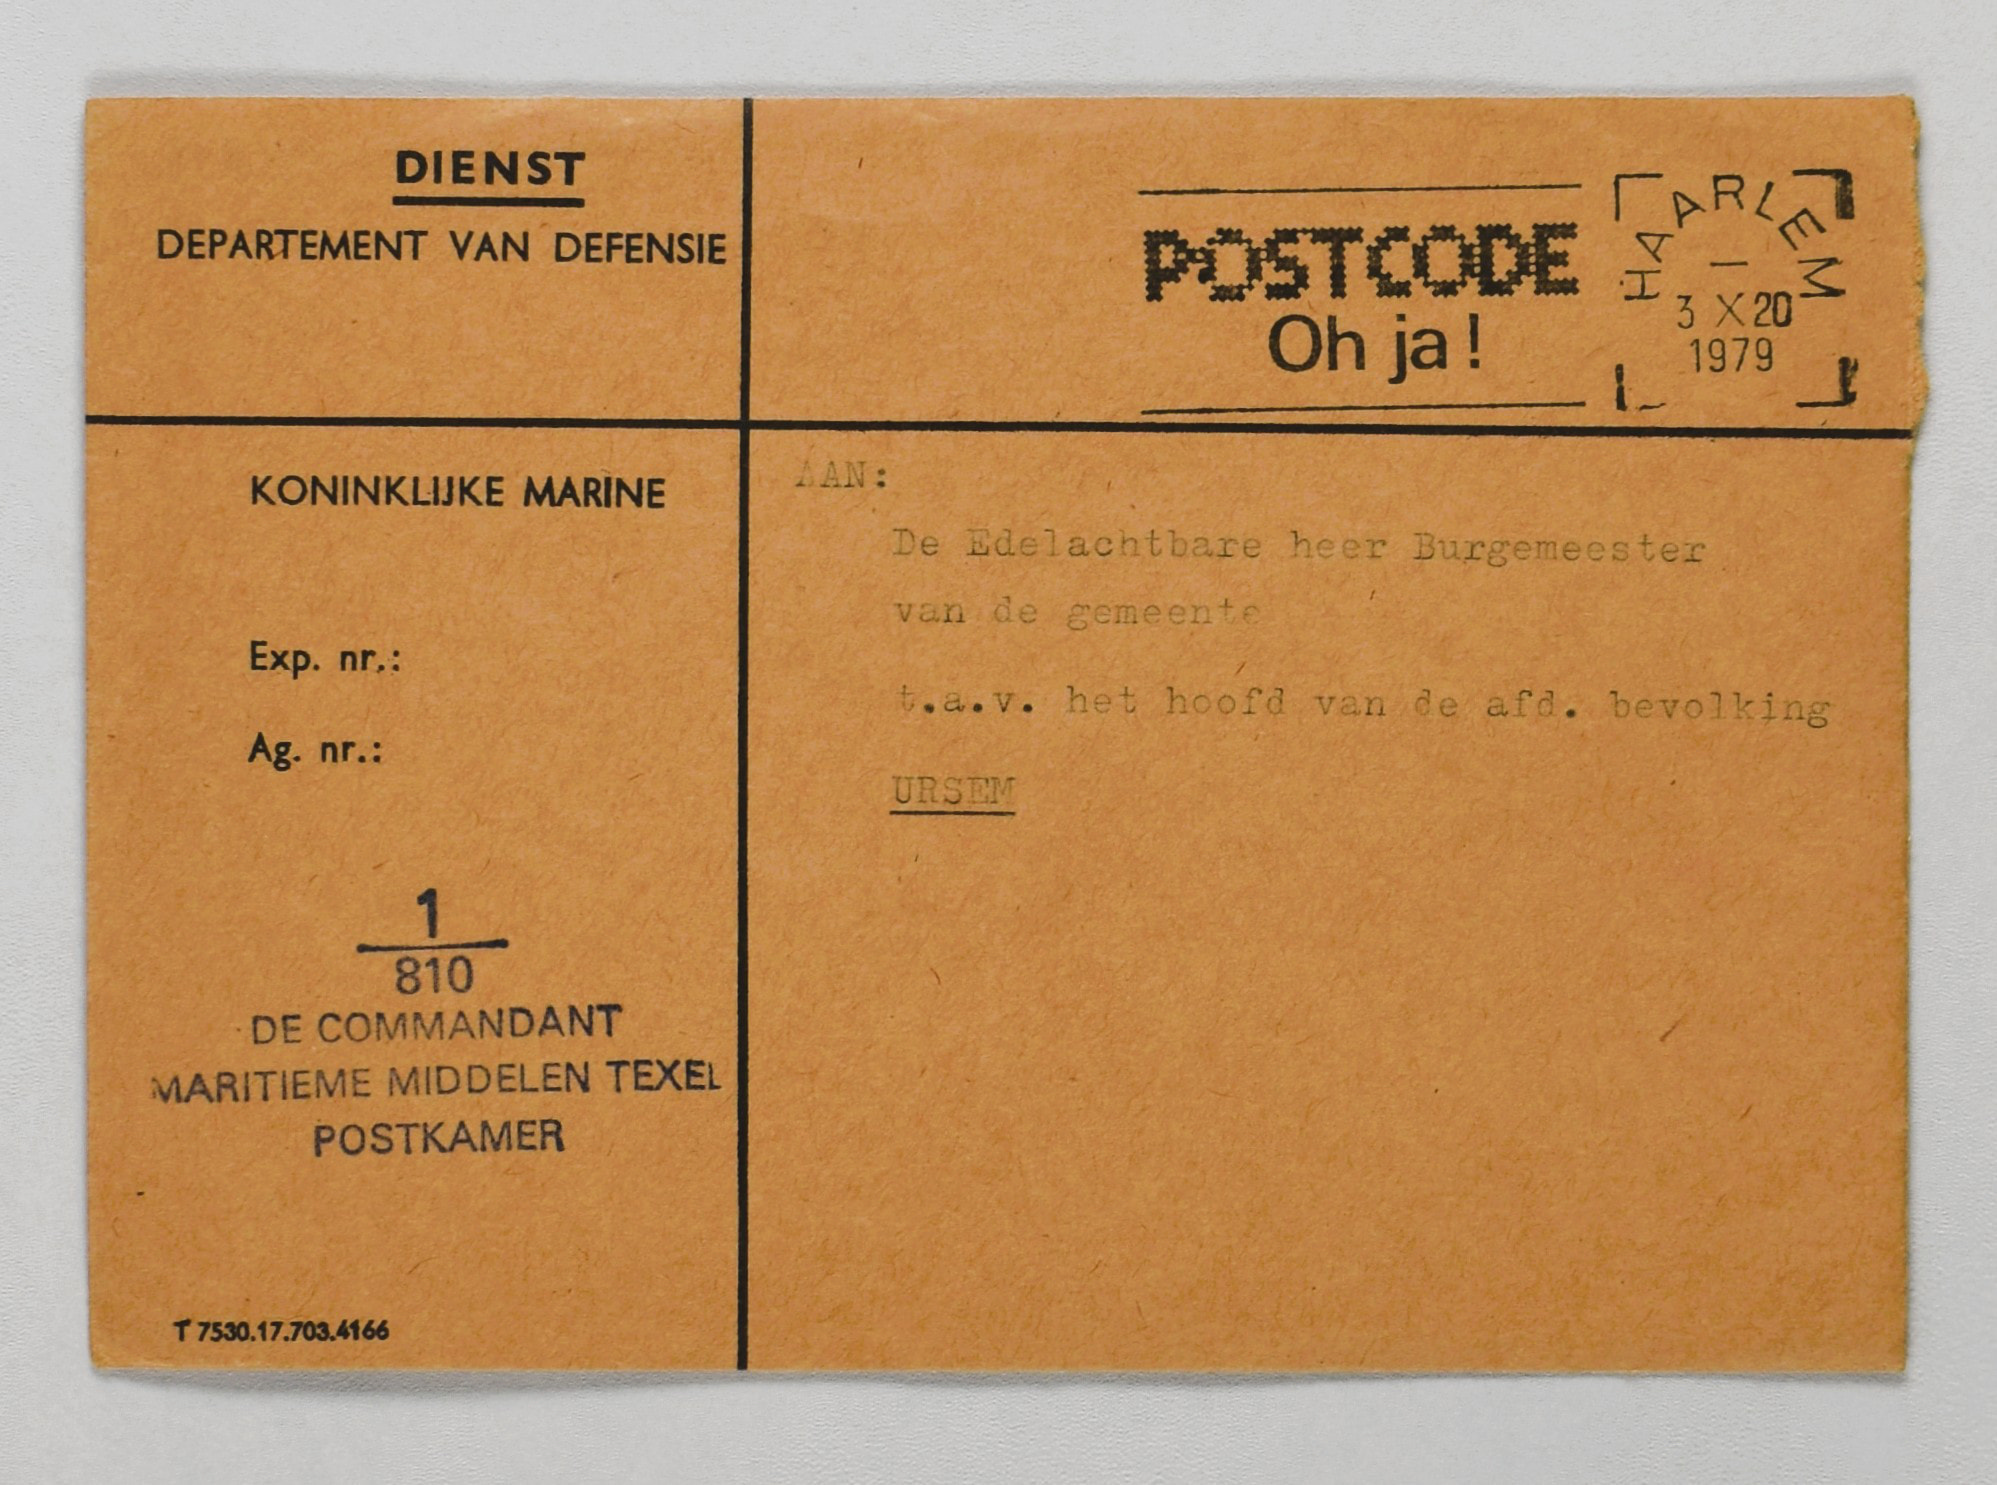 DIENST
DEPARTEMENT VAN DEFENSIE
POSTCODE
Oh ja!
HAARLEM
3 X 20
1979
KONINKLIJKE MARINE
Exp. nr.:
Ag. nr.:
1
810
DE COMMANDANT
MARITIEME MIDDELEN TEXEL
POSTKAMER
T 7530.17.703.4166
AAN:
De Edelachtbare heer Burgemeester
van de gemeente
t.a.v. het hoofd van de afd. bevolking
URSEM